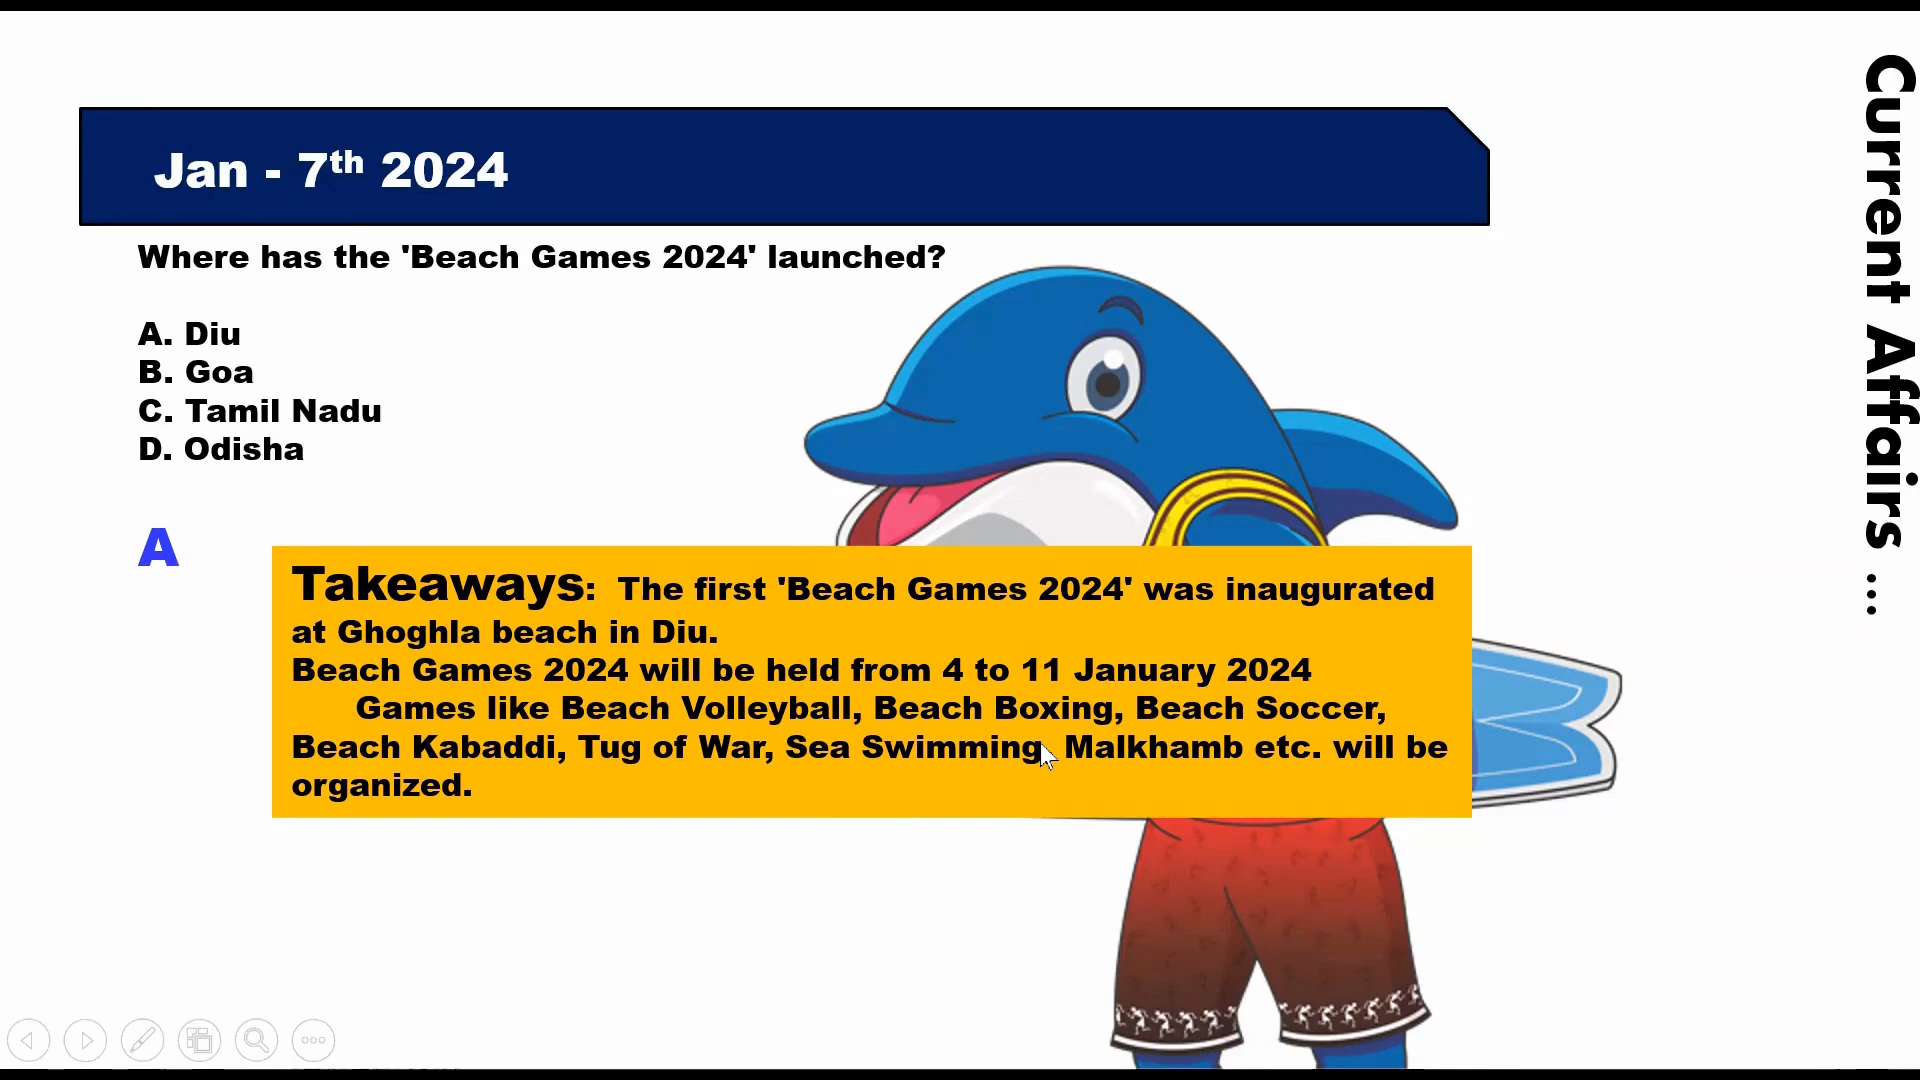 Jan - 7th 2024
Where has the 'Beach Games 2024' launched?
A. Diu
B. Goa
C. Tamil Nadu
D. Odisha
A
Takeaways: The first 'Beach Games 2024' was inaugurated
at Ghoghla beach in Diu.
Beach Games 2024 will be held from 4 to 11 January 2024
Games like Beach Volleyball, Beach Boxing, Beach Soccer,
Beach Kabaddi, Tug of War, Sea Swimming, Malkhamb etc. will be
organized.
Current Affairs ...